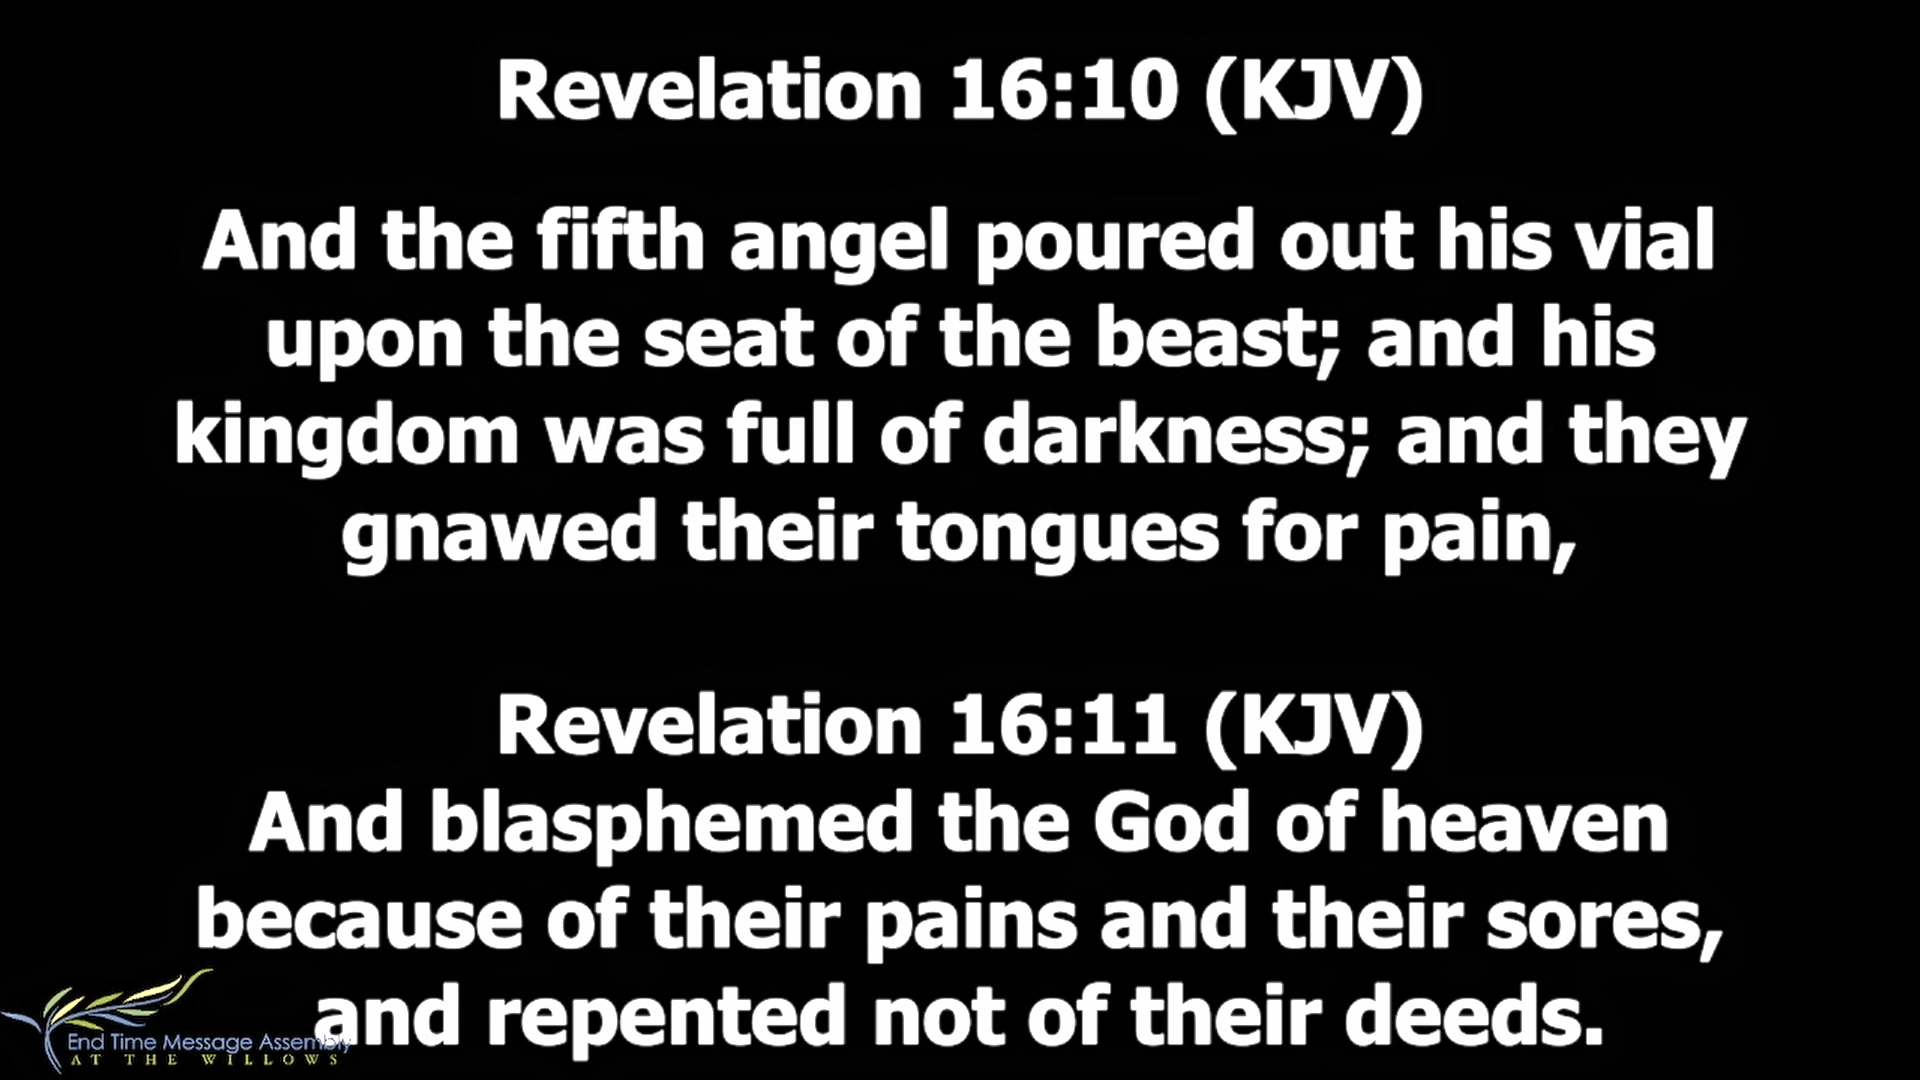 Revelation 16:10 (KJV)
And the fifth angel poured out his vial
upon the seat of the beast; and his
kingdom was full of darkness; and they
gnawed their tongues for pain,
Revelation 16:11 (KJV)
And blasphemed the God of heaven
because of their pains and their sores,
and repented not of their deeds.
End Time Message Assembly
AT THE WILLOWS